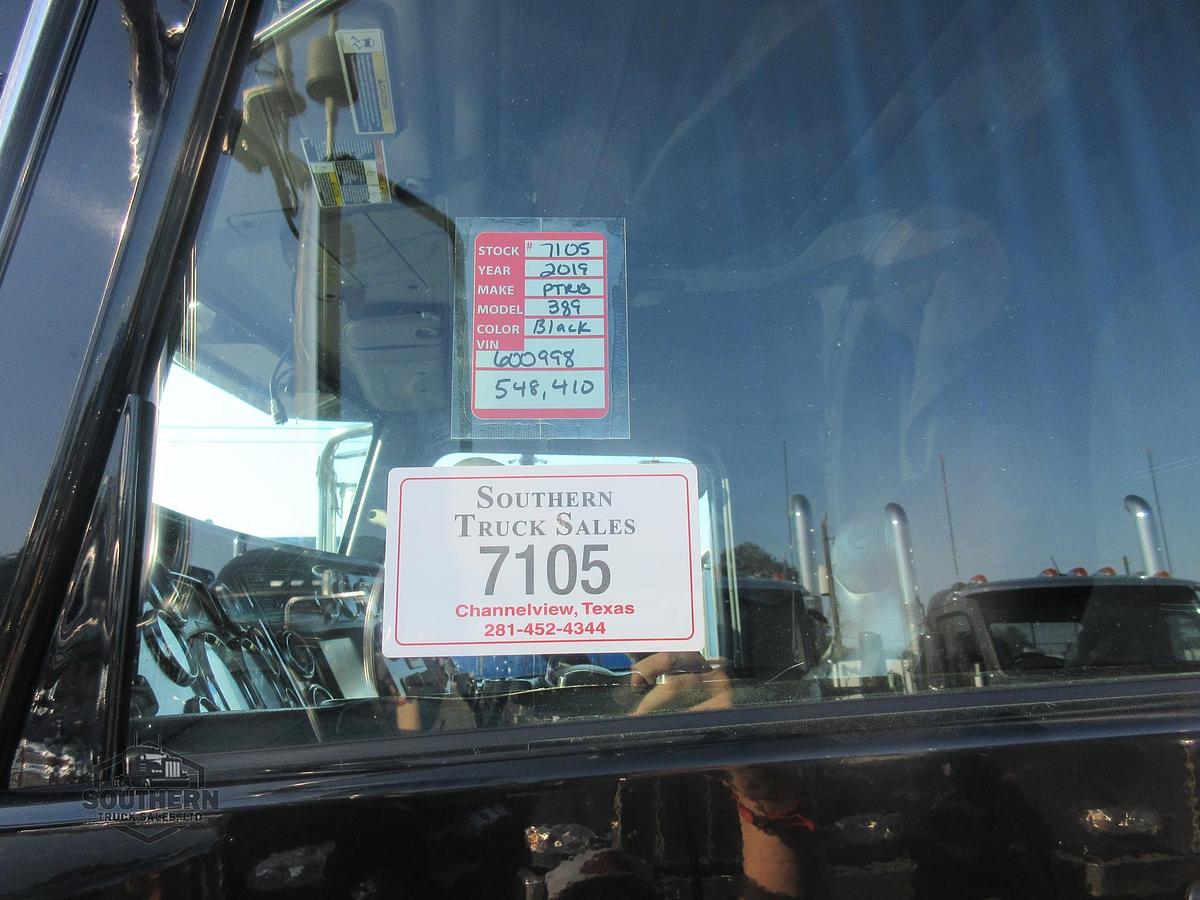 STOCK # 7105
YEAR 2019
MAKE PTRB
MODEL 389
COLOR Black
VIN
600998
548,410
SOUTHERN
TRUCK SALES
7105
Channelview, Texas
281-452-4344
SOUTHERN
TRUCK SALES, LTD